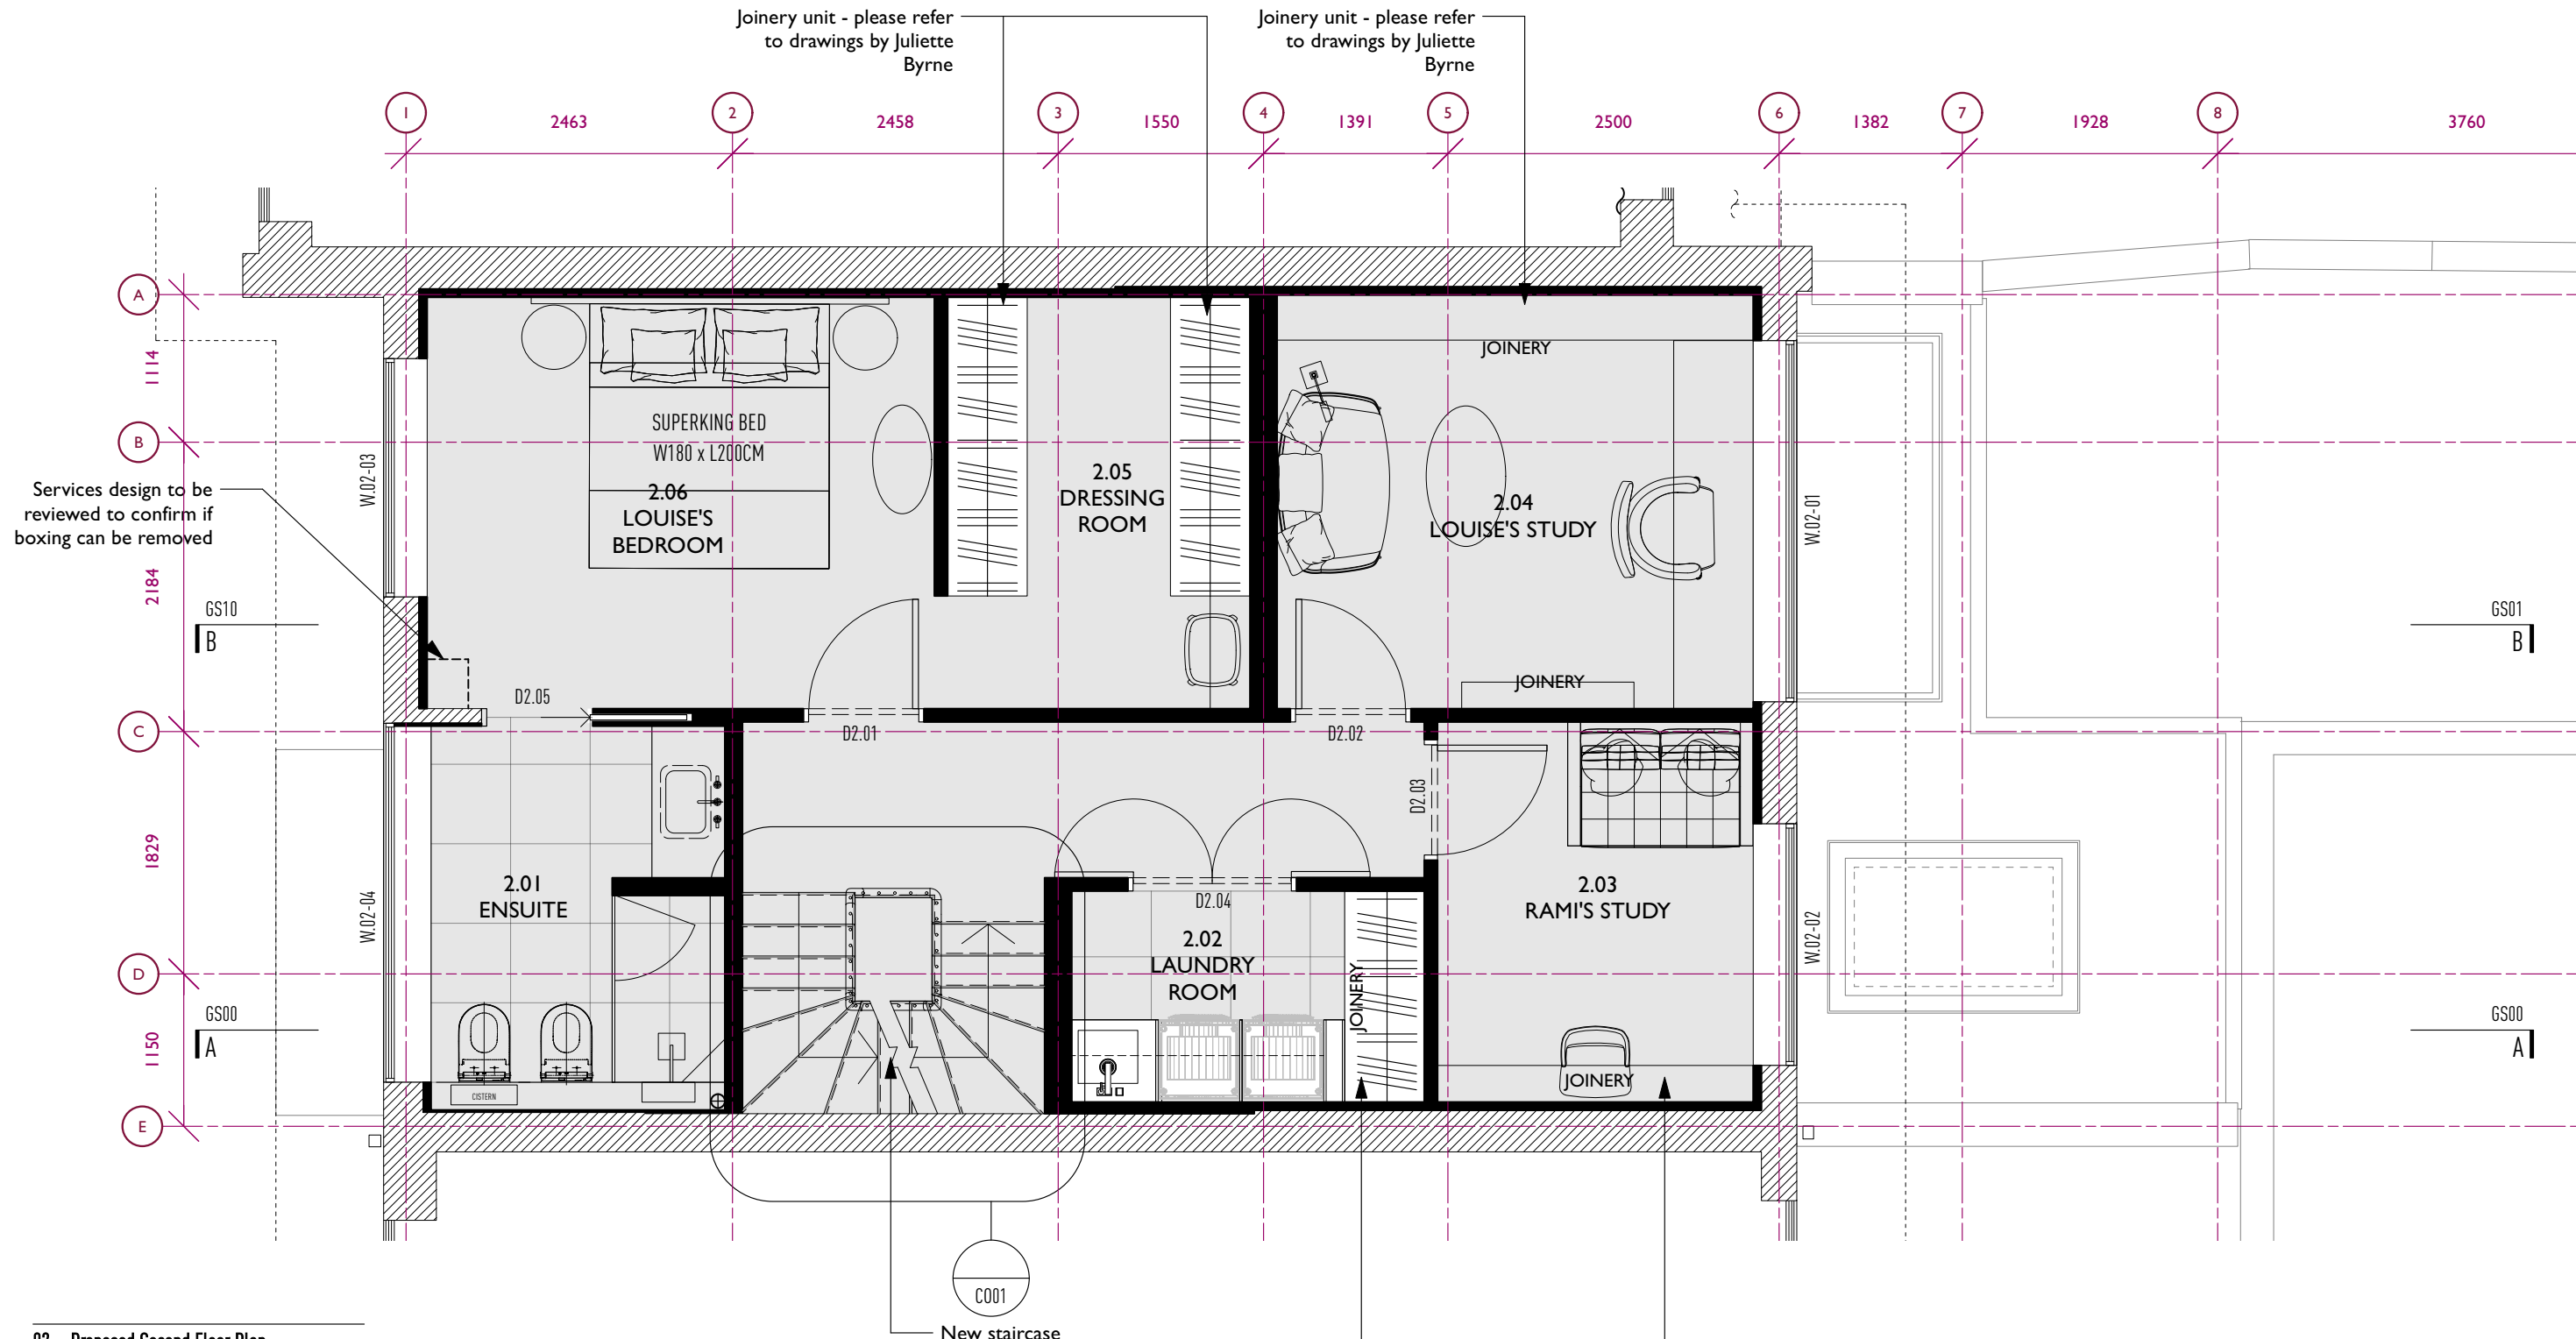 Joinery unit - please refer
to drawings by Juliette
Byrne
Joinery unit - please refer
to drawings by Juliette
Byrne
1
2
3
4
5
6
7
8
2463
2458
1550
1391
2500
1382
1928
3760
A
B
C
D
E
1114
2184
1829
1150
Services design to be
reviewed to confirm if
boxing can be removed
GS10
B
GS00
A
GS01
B
GS00
A
W.02-03
W.02-04
W.02-01
W.02-02
SUPERKING BED
W180 x L200CM
2.06
LOUISE'S
BEDROOM
2.05
DRESSING
ROOM
JOINERY
2.04
LOUISE'S STUDY
JOINERY
D2.05
D2.01
D2.02
D2.03
D2.04
2.01
ENSUITE
CISTERN
2.02
LAUNDRY
ROOM
JOINERY
2.03
RAMI'S STUDY
JOINERY
C001
New staircase
02 Proposed Second Floor Plan